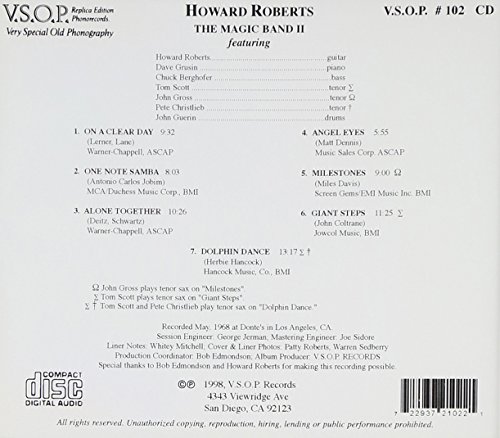 V.S.O.P. Replica Edition Phonorecords
Very Special Old Phonography
HOWARD ROBERTS
THE MAGIC BAND II
featuring
V.S.O.P. # 102 CD
Howard Roberts guitar
Dave Grusin piano
Chuck Berghofer bass
Tom Scott tenor ∑
John Gross tenor Ω
Pete Christlieb tenor †
John Guerin drums
1. ON A CLEAR DAY 9:32
(Lerner, Lane)
Warner-Chappell, ASCAP
2. ONE NOTE SAMBA 8:03
(Antonio Carlos Jobim)
MCA/Duchess Music Corp., BMI
3. ALONE TOGETHER 10:26
(Deitz, Schwartz)
Warner-Chappell, ASCAP
4. ANGEL EYES 5:55
(Matt Dennis)
Music Sales Corp. ASCAP
5. MILESTONES 9:00 Ω
(Miles Davis)
Screen Gems/EMI Music Inc. BMI
6. GIANT STEPS 11:25 ∑
(John Coltrane)
Jowcol Music, BMI
7. DOLPHIN DANCE 13:17 ∑ †
(Herbie Hancock)
Hancock Music, Co., BMI
Ω John Gross plays tenor sax on "Milestones".
∑ Tom Scott plays tenor sax on "Giant Steps".
∑ † Tom Scott and Pete Christlieb play tenor sax on "Dolphin Dance."
Recorded May, 1968 at Donte's in Los Angeles, CA.
Session Engineer: George Jerman; Mastering Engineer: Joe Sidore
Liner Notes: Whitey Mitchell; Cover & Liner Photos: Patty Roberts, Warren Sedberry
Production Coordinator: Bob Edmondson; Album Producer: V.S.O.P. RECORDS
Special thanks to Bob Edmondson and Howard Roberts for making this recording possible.
COMPACT
disc
DIGITAL AUDIO
©℗ 1998, V.S.O.P. Records
4343 Viewridge Ave
San Diego, CA 92123
7 22937 21022 1
All rights reserved. Unauthorized copying, reproduction, hiring, lending or public performance prohibited.